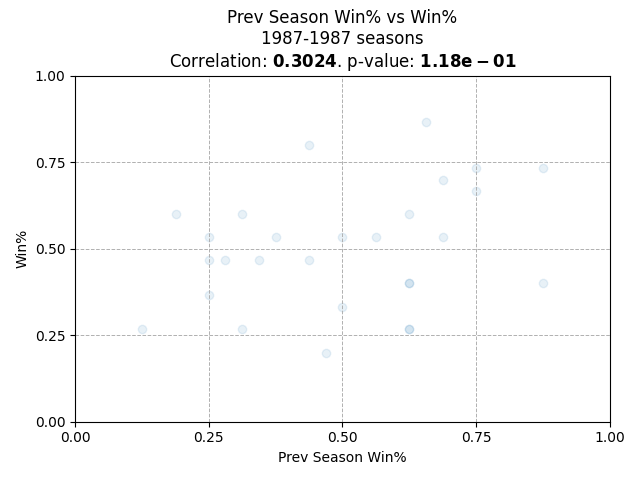 Prev Season Win% vs Win%
1987-1987 seasons
Correlation: 0.3024. p-value: 1.18e − 01
1.00
0.75
0.50
0.25
0.00
Win%
0.00 0.25 0.50 0.75 1.00
Prev Season Win%